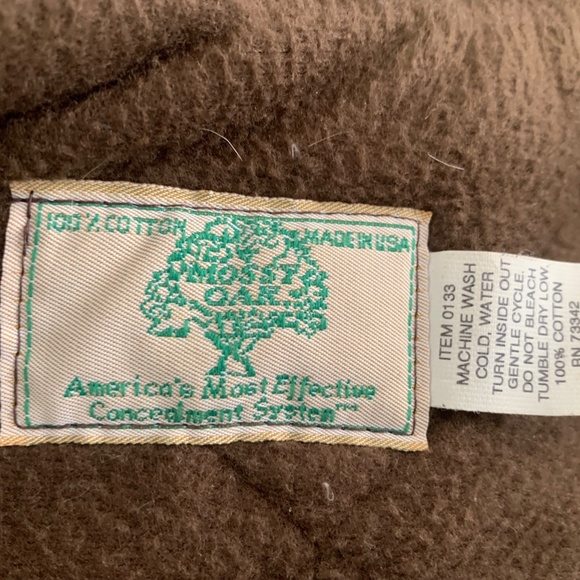 100% COTTON
MADE IN USA
MOSSY
OAK
America's Most Effective
Concealment System™
ITEM 0133
MACHINE WASH
COLD, WATER
TURN INSIDE OUT
GENTLE CYCLE.
DO NOT BLEACH
TUMBLE DRY LOW.
100% COTTON
RN 73942